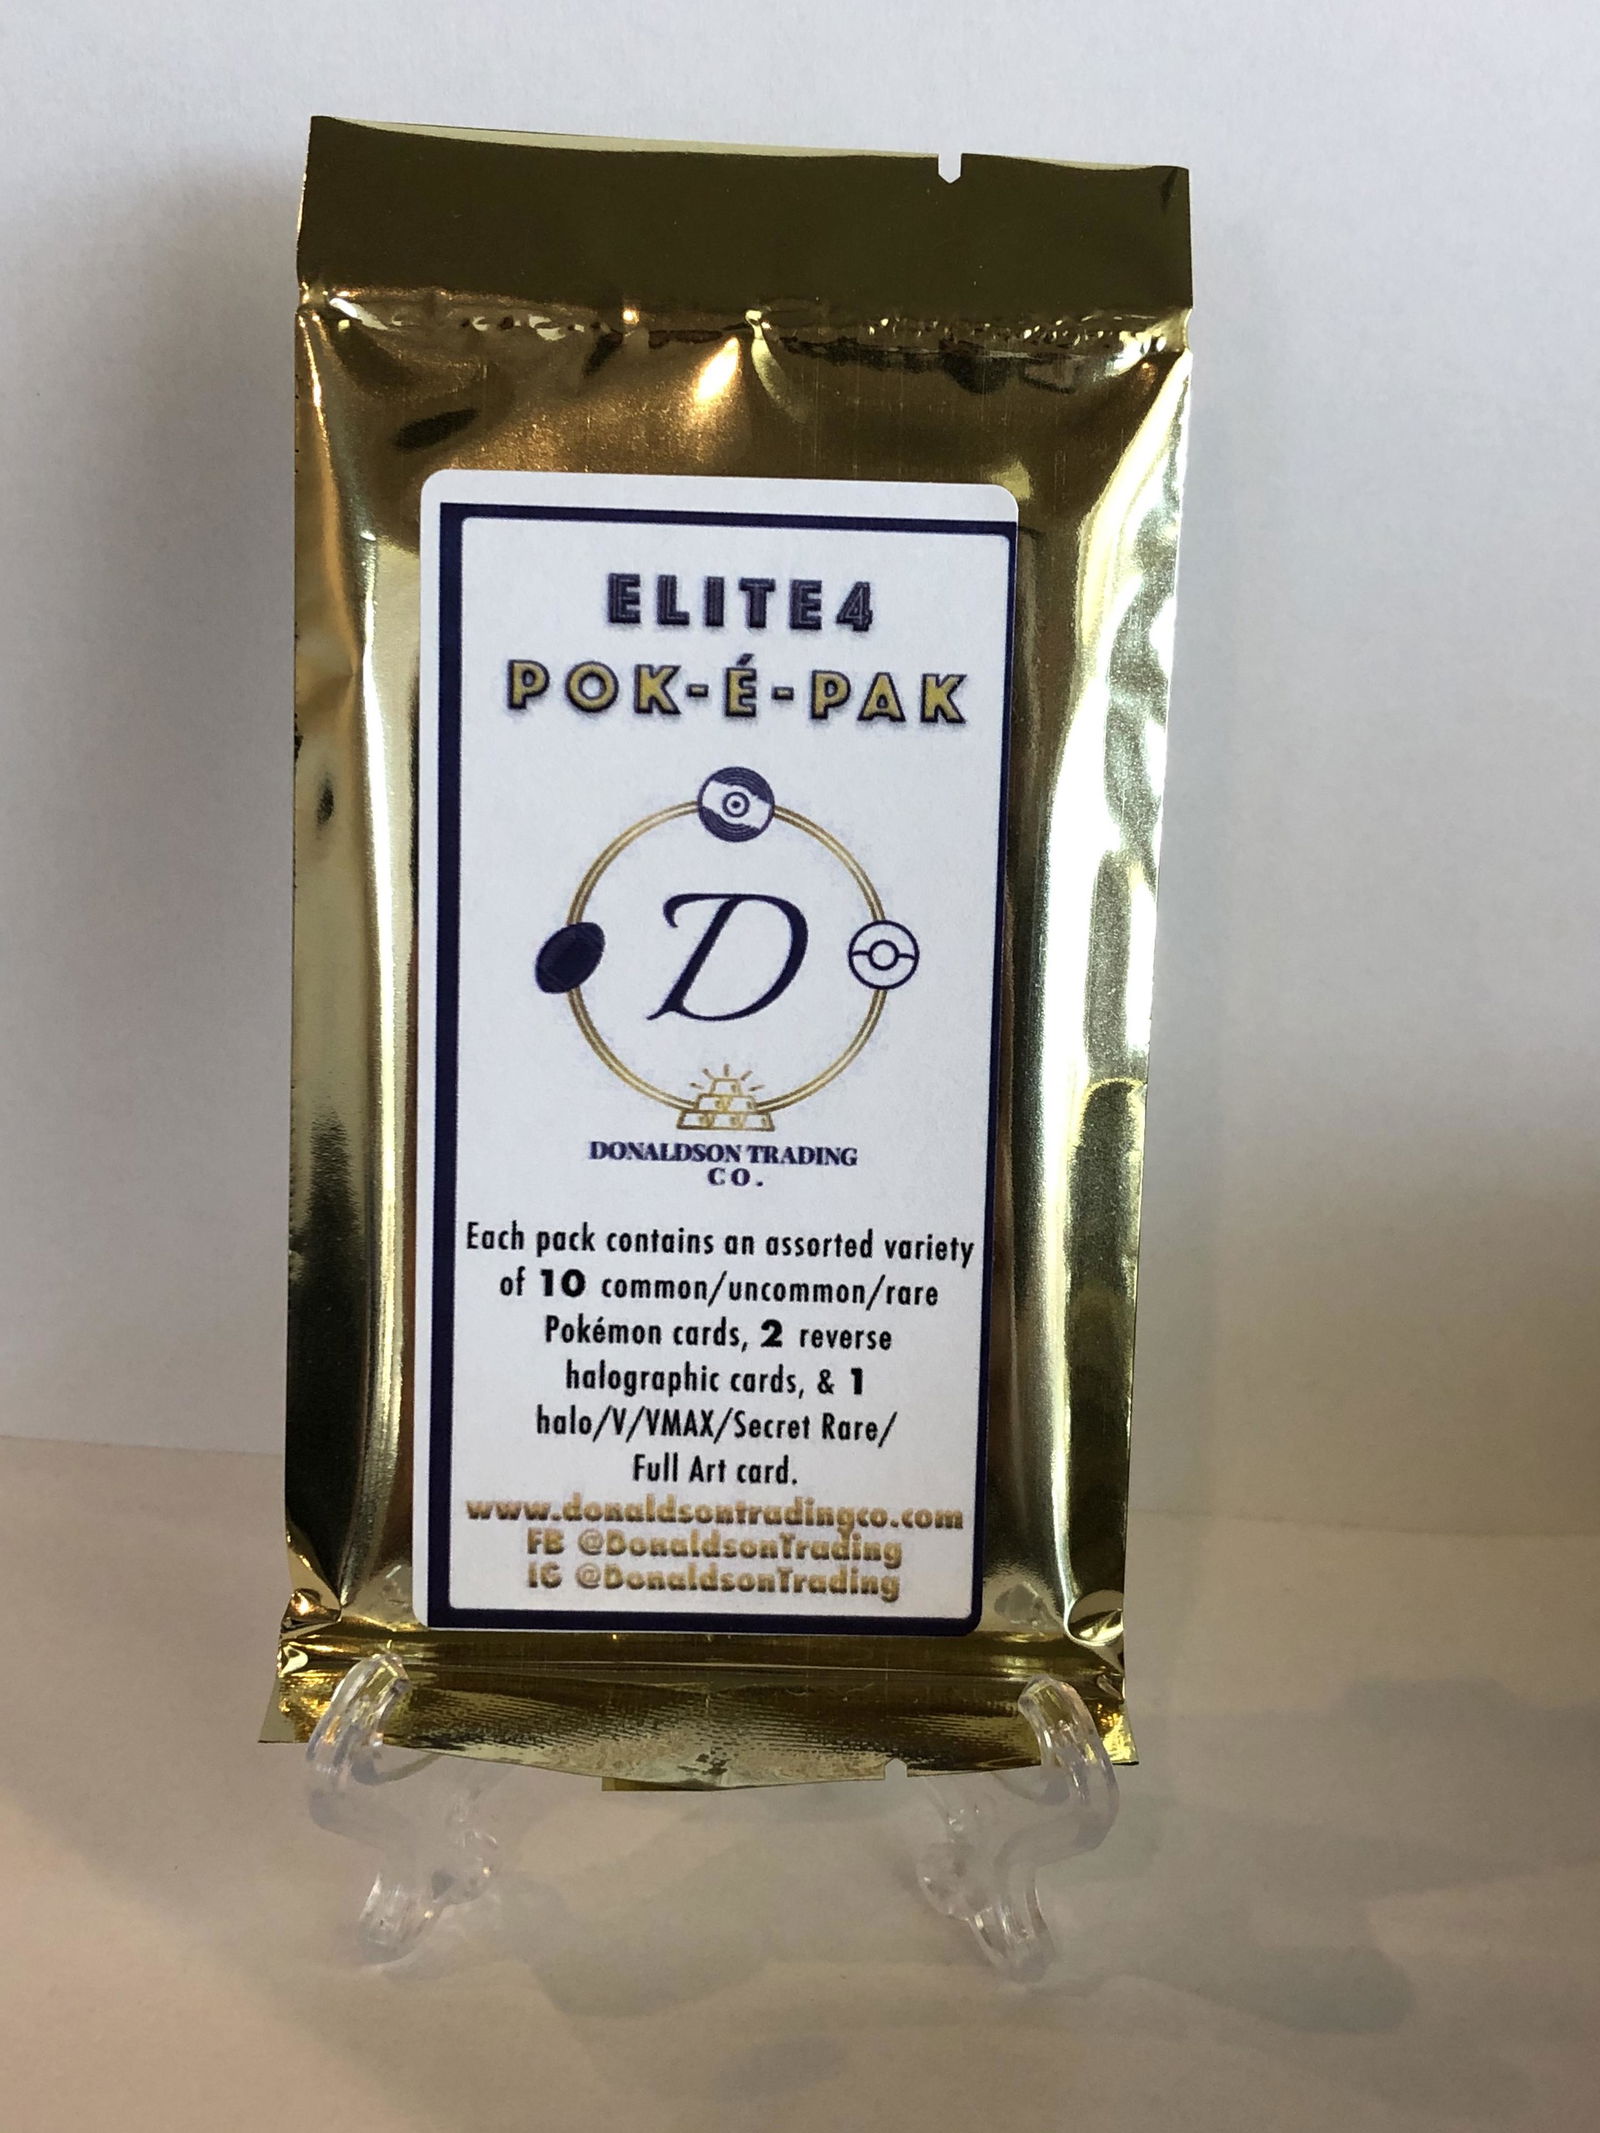 ELITE4
POK-É-PAK
D
DONALDSON TRADING
CO.
Each pack contains an assorted variety
of 10 common/uncommon/rare
Pokémon cards, 2 reverse
halographic cards, & 1
halo/V/VMAX/Secret Rare/
Full Art card.
www.donaldsontradingco.com
FB @DonaldsonTrading
IG @DonaldsonTrading